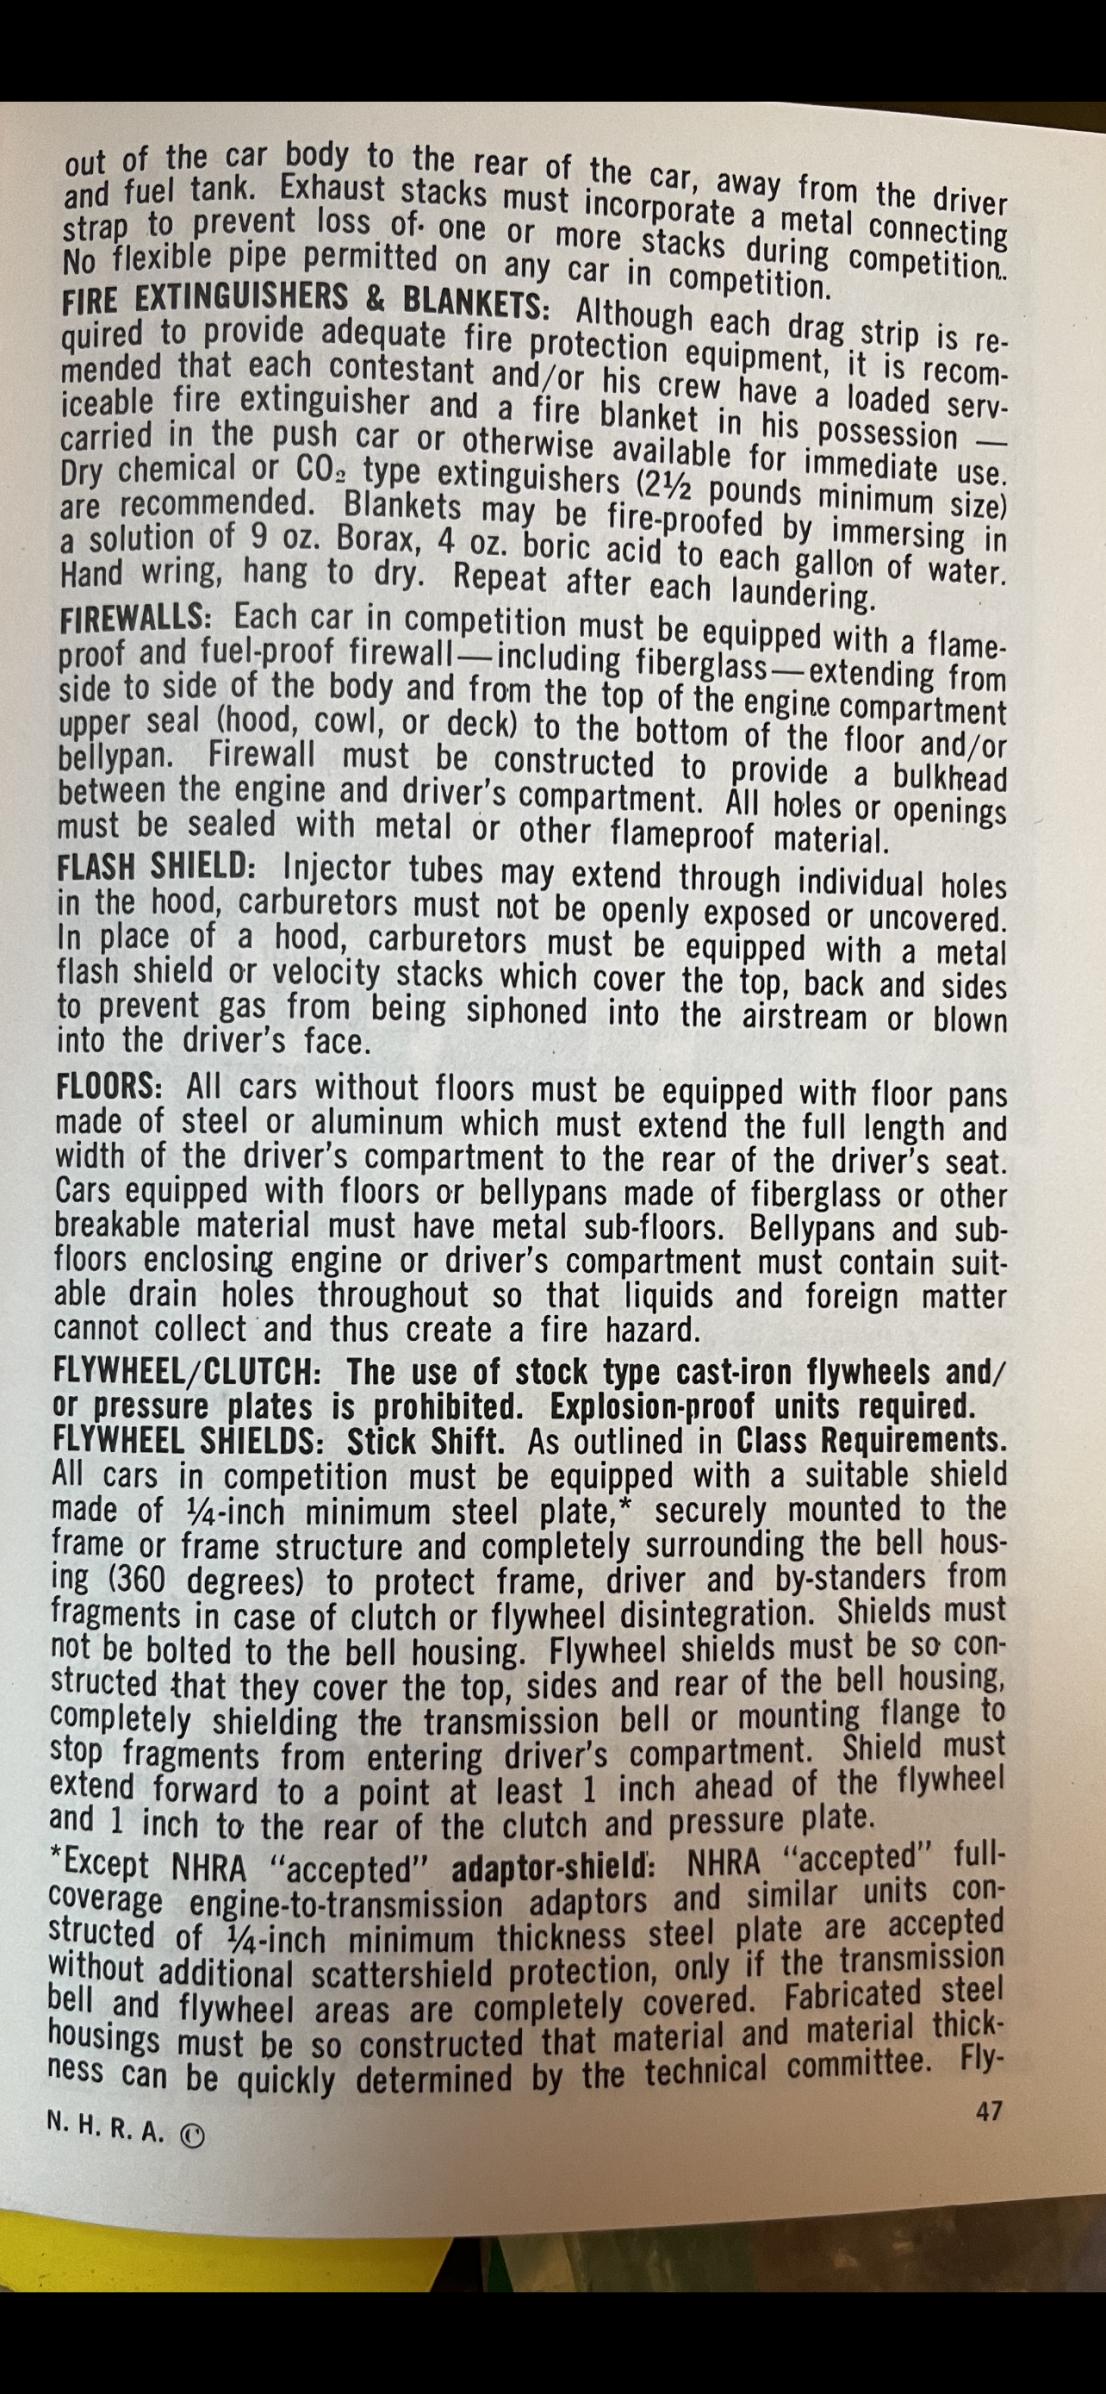 out of the car body to the rear of the car, away from the driver
and fuel tank. Exhaust stacks must incorporate a metal connecting
strap to prevent loss of one or more stacks during competition.
No flexible pipe permitted on any car in competition.
FIRE EXTINGUISHERS & BLANKETS: Although each drag strip is re-
quired to provide adequate fire protection equipment, it is recom-
mended that each contestant and/or his crew have a loaded serv-
iceable fire extinguisher and a fire blanket in his possession —
carried in the push car or otherwise available for immediate use.
Dry chemical or CO₂ type extinguishers (2½ pounds minimum size)
are recommended. Blankets may be fire-proofed by immersing in
a solution of 9 oz. Borax, 4 oz. boric acid to each gallon of water.
Hand wring, hang to dry. Repeat after each laundering.
FIREWALLS: Each car in competition must be equipped with a flame-
proof and fuel-proof firewall—including fiberglass—extending from
side to side of the body and from the top of the engine compartment
upper seal (hood, cowl, or deck) to the bottom of the floor and/or
bellypan. Firewall must be constructed to provide a bulkhead
between the engine and driver's compartment. All holes or openings
must be sealed with metal or other flameproof material.
FLASH SHIELD: Injector tubes may extend through individual holes
in the hood, carburetors must not be openly exposed or uncovered.
In place of a hood, carburetors must be equipped with a metal
flash shield or velocity stacks which cover the top, back and sides
to prevent gas from being siphoned into the airstream or blown
into the driver's face.
FLOORS: All cars without floors must be equipped with floor pans
made of steel or aluminum which must extend the full length and
width of the driver's compartment to the rear of the driver's seat.
Cars equipped with floors or bellypans made of fiberglass or other
breakable material must have metal sub-floors. Bellypans and sub-
floors enclosing engine or driver's compartment must contain suit-
able drain holes throughout so that liquids and foreign matter
cannot collect and thus create a fire hazard.
FLYWHEEL/CLUTCH: The use of stock type cast-iron flywheels and/
or pressure plates is prohibited. Explosion-proof units required.
FLYWHEEL SHIELDS: Stick Shift. As outlined in Class Requirements.
All cars in competition must be equipped with a suitable shield
made of ¼-inch minimum steel plate,* securely mounted to the
frame or frame structure and completely surrounding the bell hous-
ing (360 degrees) to protect frame, driver and by-standers from
fragments in case of clutch or flywheel disintegration. Shields must
not be bolted to the bell housing. Flywheel shields must be so con-
structed that they cover the top, sides and rear of the bell housing,
completely shielding the transmission bell or mounting flange to
stop fragments from entering driver's compartment. Shield must
extend forward to a point at least 1 inch ahead of the flywheel
and 1 inch to the rear of the clutch and pressure plate.
*Except NHRA "accepted" adaptor-shield: NHRA "accepted" full-
coverage engine-to-transmission adaptors and similar units con-
structed of ¼-inch minimum thickness steel plate are accepted
without additional scattershield protection, only if the transmission
bell and flywheel areas are completely covered. Fabricated steel
housings must be so constructed that material and material thick-
ness can be quickly determined by the technical committee. Fly-
N. H. R. A. ©
47